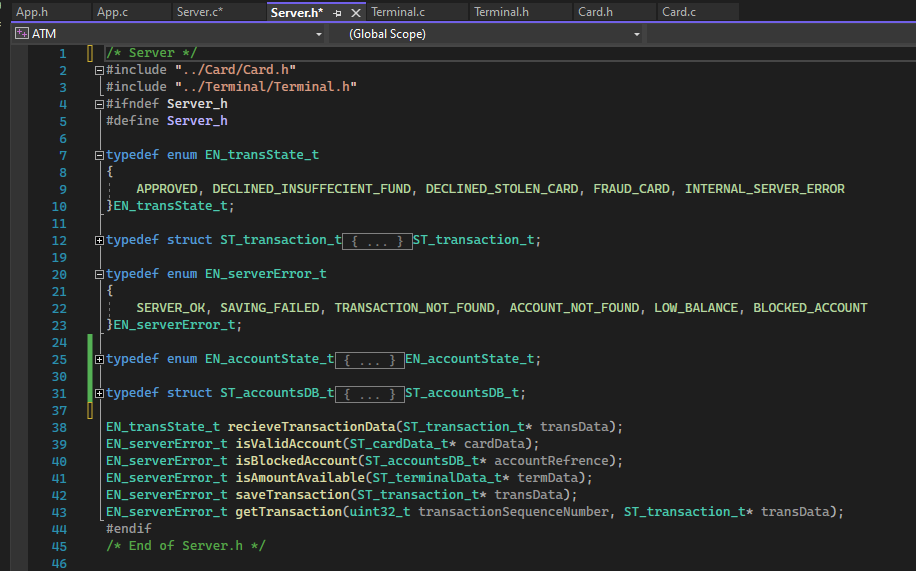 App.h App.c Server.c* Server.h* Terminal.c Terminal.h Card.h Card.c
ATM (Global Scope)
1 /* Server */
2 #include "../Card/Card.h"
3 #include "../Terminal/Terminal.h"
4 #ifndef Server_h
5 #define Server_h
6
7 typedef enum EN_transState_t
8 {
9 APPROVED, DECLINED_INSUFFECIENT_FUND, DECLINED_STOLEN_CARD, FRAUD_CARD, INTERNAL_SERVER_ERROR
10 }EN_transState_t;
11
12 typedef struct ST_transaction_t{ ... }ST_transaction_t;
19
20 typedef enum EN_serverError_t
21 {
22 SERVER_OK, SAVING_FAILED, TRANSACTION_NOT_FOUND, ACCOUNT_NOT_FOUND, LOW_BALANCE, BLOCKED_ACCOUNT
23 }EN_serverError_t;
24
25 typedef enum EN_accountState_t{ ... }EN_accountState_t;
30
31 typedef struct ST_accountsDB_t{ ... }ST_accountsDB_t;
37
38 EN_transState_t recieveTransactionData(ST_transaction_t* transData);
39 EN_serverError_t isValidAccount(ST_cardData_t* cardData);
40 EN_serverError_t isBlockedAccount(ST_accountsDB_t* accountRefrence);
41 EN_serverError_t isAmountAvailable(ST_terminalData_t* termData);
42 EN_serverError_t saveTransaction(ST_transaction_t* transData);
43 EN_serverError_t getTransaction(uint32_t transactionSequenceNumber, ST_transaction_t* transData);
44 #endif
45 /* End of Server.h */
46